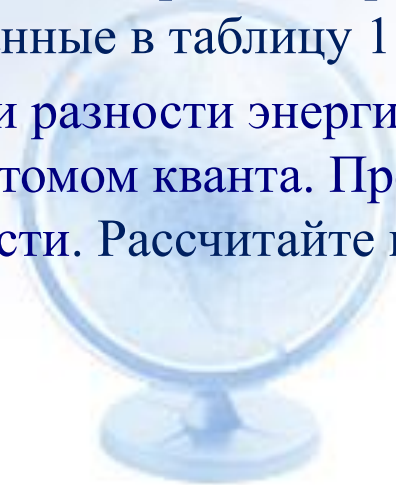 нные в таблицу 1
и разности энерги
томом кванта. Пр
сти. Рассчитайте